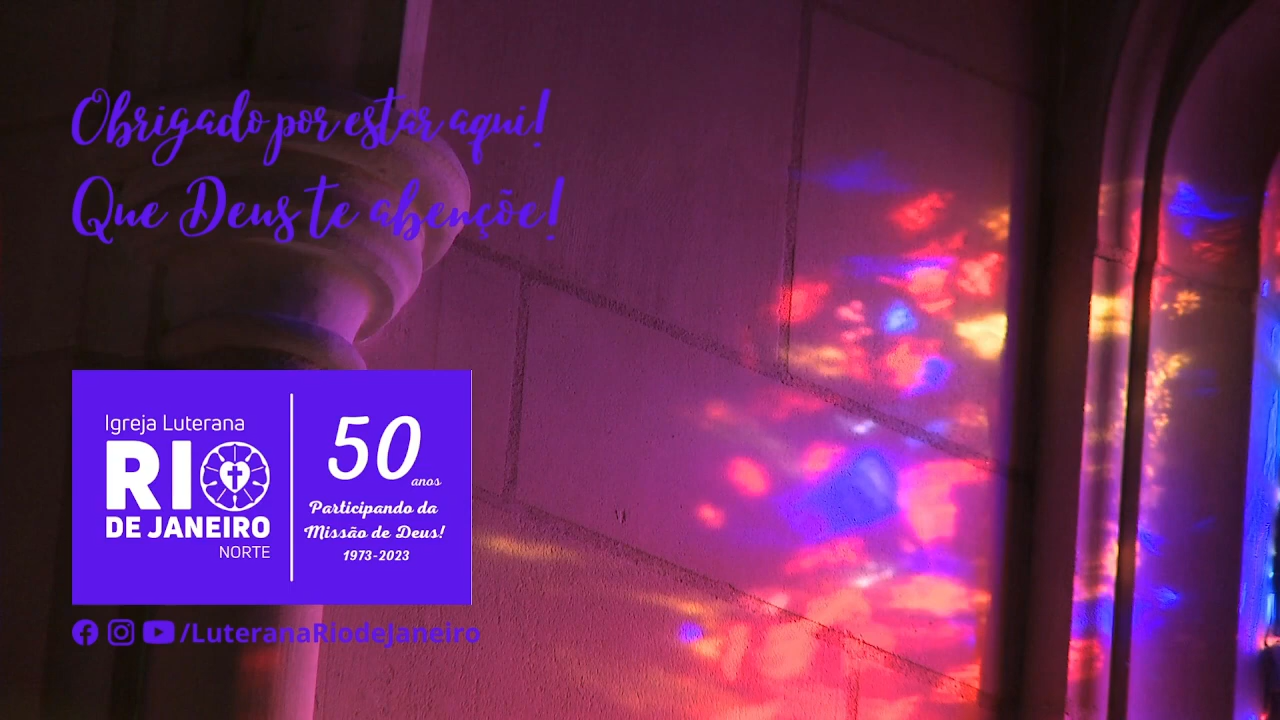 Obrigado por estar aqui!
Que Deus te abençõe!
Igreja Luterana
RIO
DE JANEIRO
NORTE
50
anos
Participando da
Missão de Deus!
1973-2023
/LuteranaRiodeJaneiro